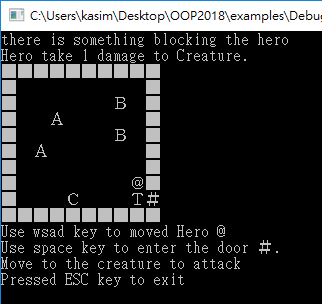 C:\Users\kasim\Desktop\OOP2018\examples\Debug
there is something blocking the hero
Hero take 1 damage to Creature.
B
A
B
A
@
C T #
Use wsad key to moved Hero @
Use space key to enter the door #.
Move to the creature to attack
Pressed ESC key to exit